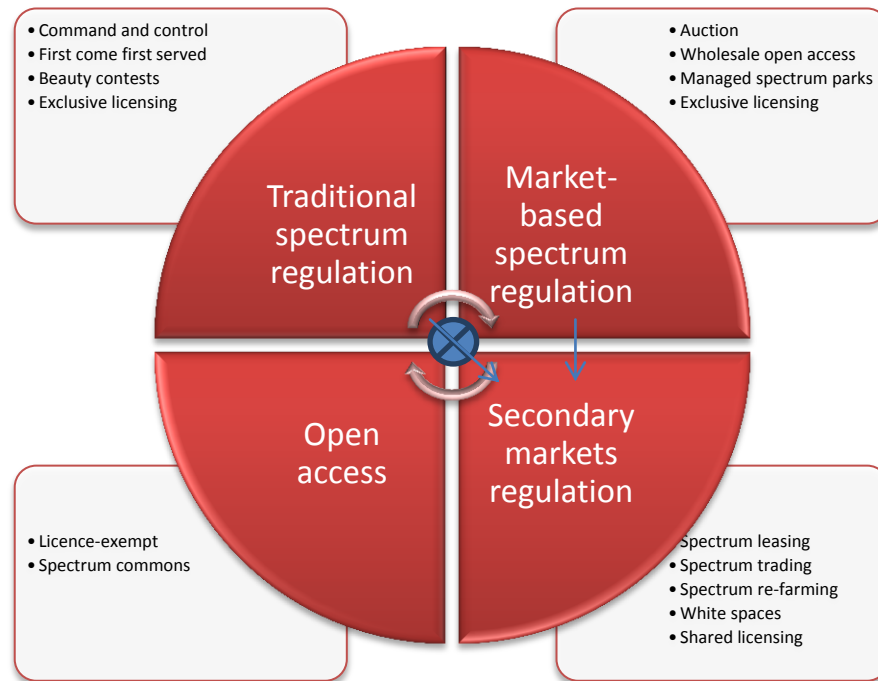 • Command and control
• First come first served
• Beauty contests
• Exclusive licensing
• Auction
• Wholesale open access
• Managed spectrum parks
• Exclusive licensing
Traditional
spectrum
regulation
Market-
based
spectrum
regulation
Open
access
Secondary
markets
regulation
• Licence-exempt
• Spectrum commons
Spectrum leasing
• Spectrum trading
• Spectrum re-farming
• White spaces
• Shared licensing